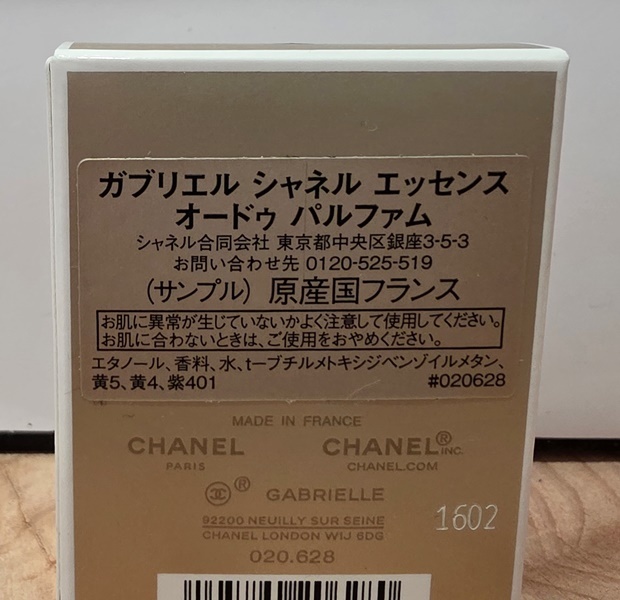 ガブリエル シャネル エッセンス
オードゥ パルファム
シャネル合同会社 東京都中央区銀座3-5-3
お問い合わせ先 0120-525-519
(サンプル) 原産国フランス
お肌に異常が生じていないかよく注意して使用してください。
お肌に合わないときは、ご使用をおやめください。
エタノール、香料、水、t−ブチルメトキシジベンゾイルメタン、
黄5、黄4、紫401 #020628
MADE IN FRANCE
CHANEL CHANEL® INC.
PARIS CHANEL.COM
® GABRIELLE
1602
92200 NEUILLY SUR SEINE
CHANEL LONDON W1J 6DG
020.628